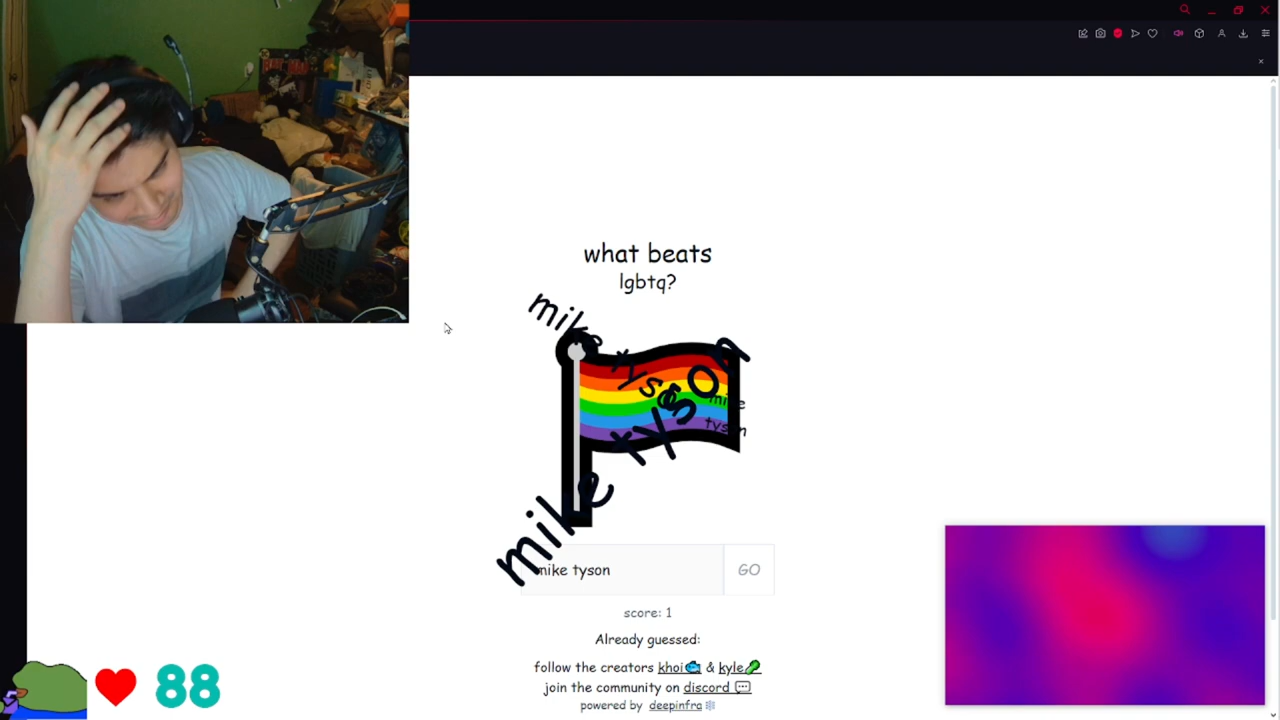 what beats
lgbtq?
mike tyson
mike tyson
mike
tyson
mike tyson
GO
score: 1
Already guessed:
follow the creators khoi & kyle
join the community on discord
powered by deepinfra
88